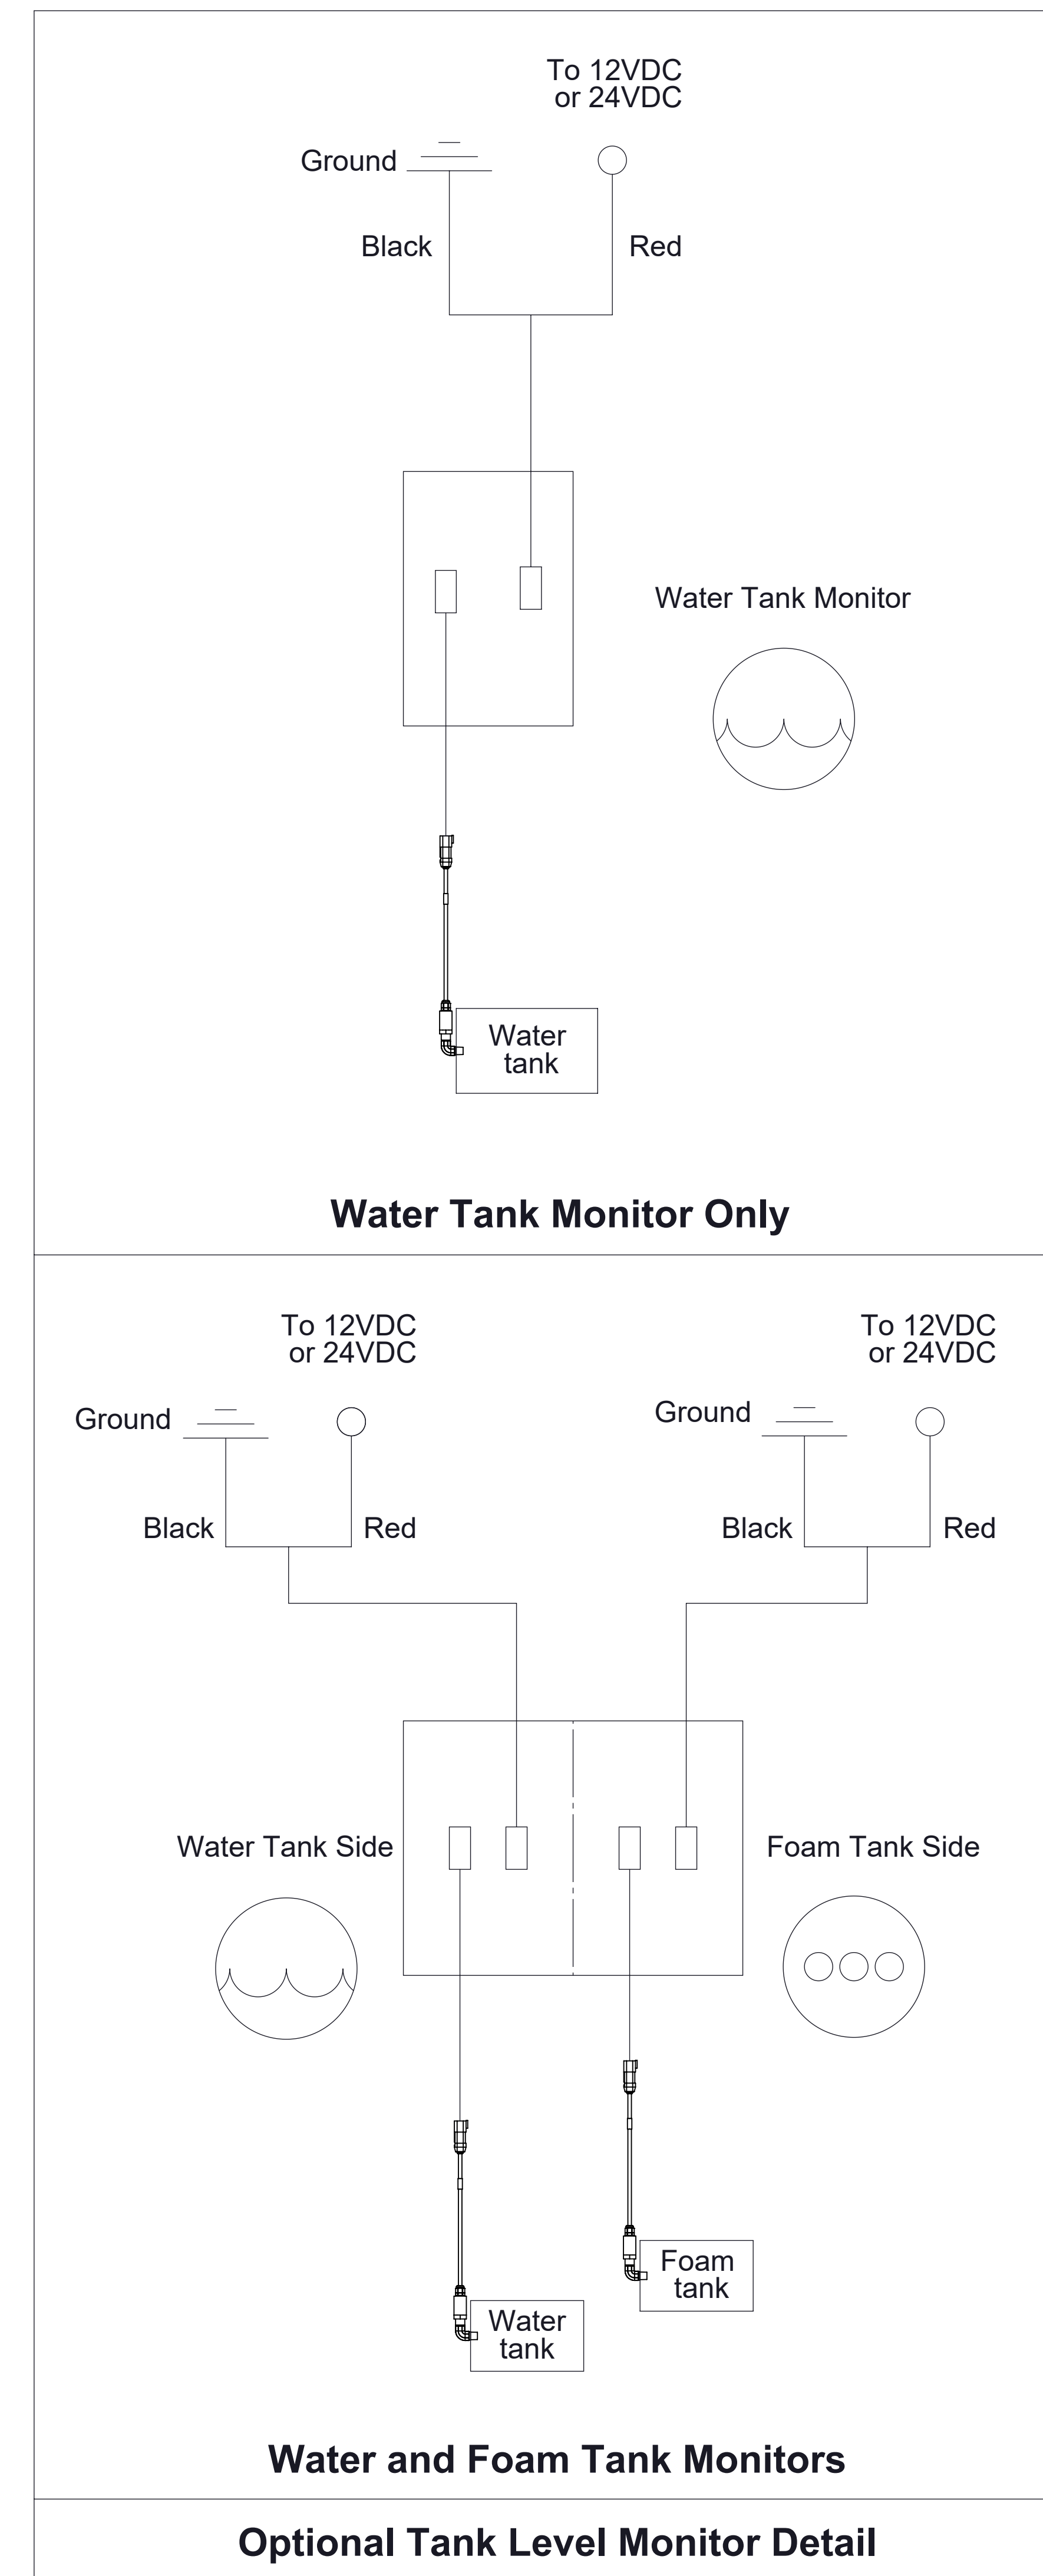 To 12VDC
or 24VDC
Ground
Black
Red
Water Tank Monitor
Water
tank
Water Tank Monitor Only
To 12VDC
or 24VDC
To 12VDC
or 24VDC
Ground
Ground
Black
Red
Black
Red
Water Tank Side
Foam Tank Side
Foam
tank
Water
tank
Water and Foam Tank Monitors
Optional Tank Level Monitor Detail